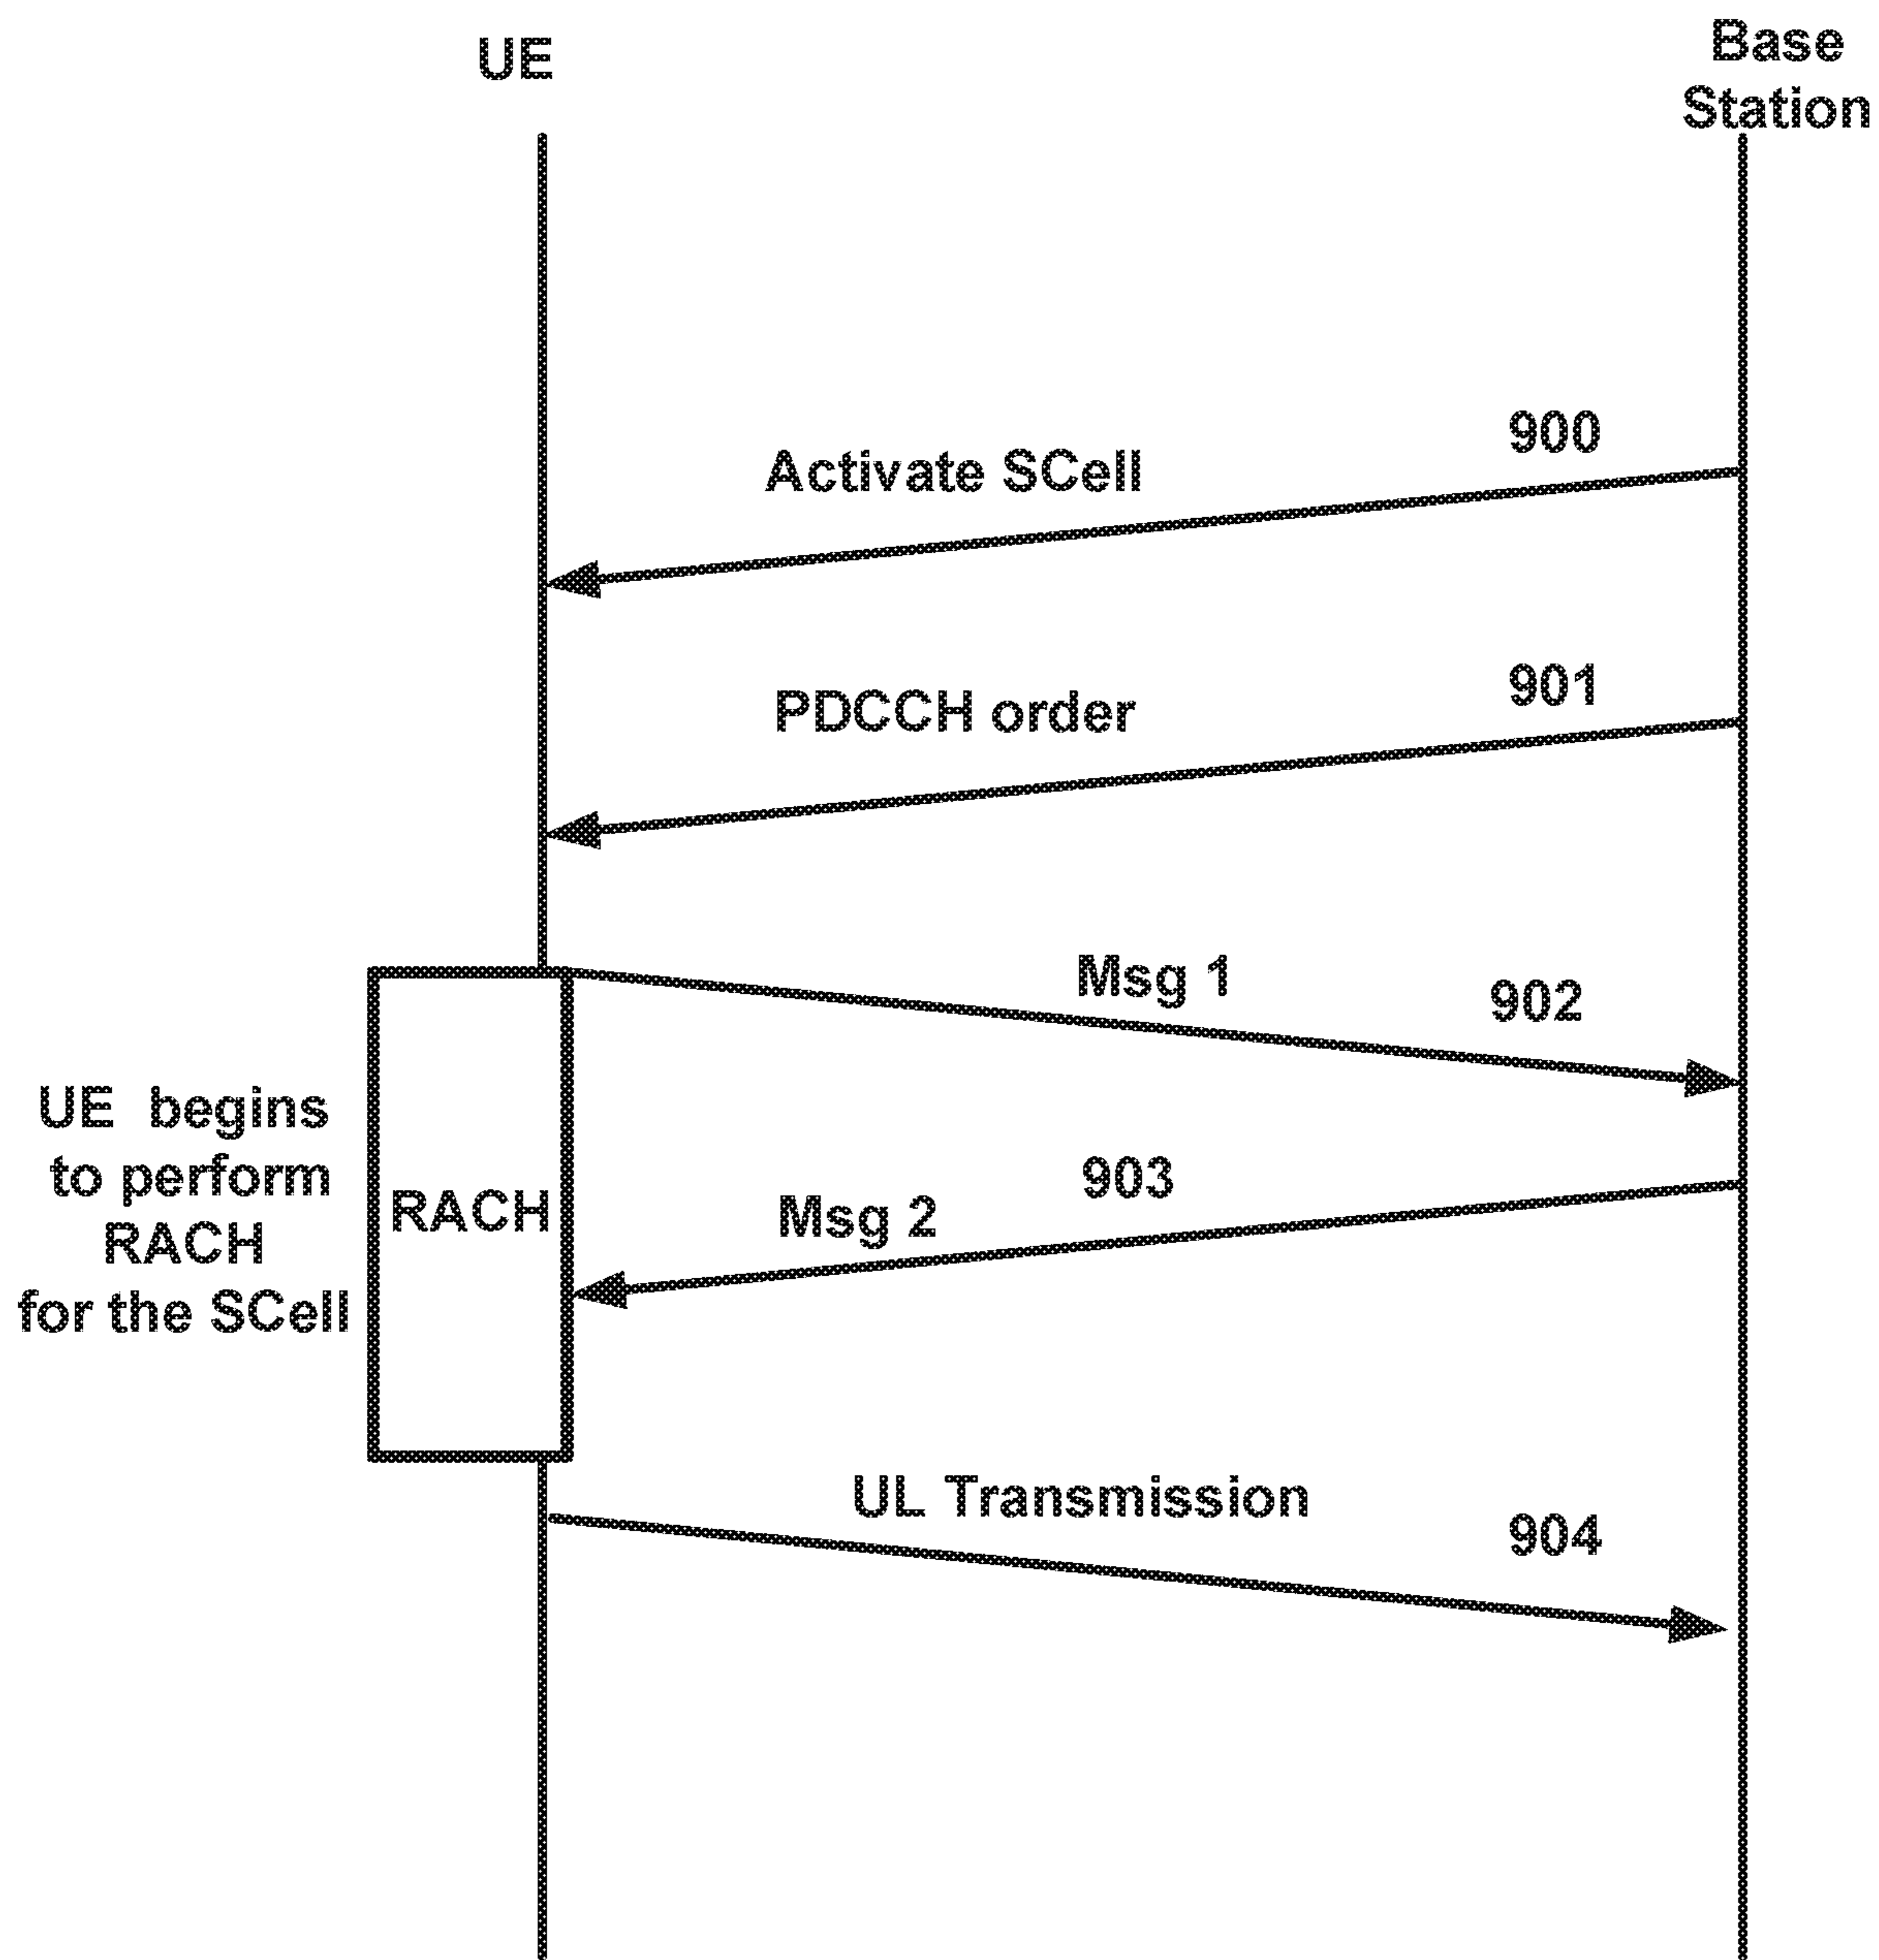 UE
Base
Station
900
Activate SCell
901
PDCCH order
Msg 1
902
UE begins
to perform
RACH
for the SCell
RACH
903
Msg 2
UL Transmission
904